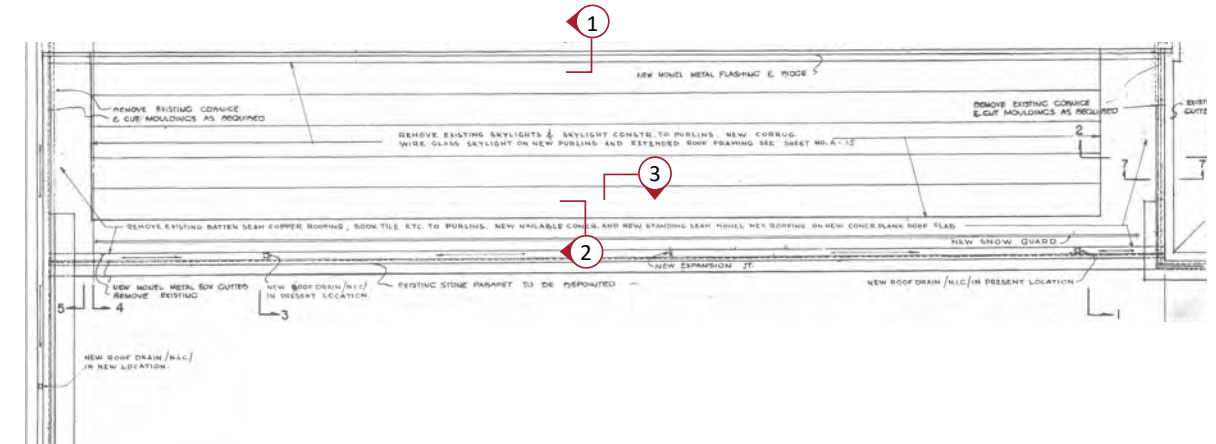 1
NEW MONEL METAL FLASHING & RIDGE
REMOVE EXISTING CORNICE
& CUT MOULDINGS AS REQUIRED
REMOVE EXISTING CORNICE
& CUT MOULDINGS AS REQUIRED
REMOVE EXISTING SKYLIGHTS & SKYLIGHT CONSTR. TO PURLINS. NEW CORRUG.
WIRE GLASS SKYLIGHT ON NEW PURLINS AND EXTENDED ROOF FRAMING SEE SHEET NO. A-15
2
7
7
3
REMOVE EXISTING BATTEN SEAM COPPER ROOFING, BOOK TILE ETC. TO PURLINS. NEW NAILABLE CONCR. AND NEW STANDING SEAM MONEL MET. ROOFING ON NEW CONCR. PLANK ROOF SLAB
NEW SNOW GUARD
2
NEW EXPANSION JT.
NEW MONEL METAL BOX GUTTER
REMOVE EXISTING
NEW ROOF DRAIN /N.I.C./
IN PRESENT LOCATION
EXISTING STONE PARAPET TO BE REPOINTED
NEW ROOF DRAIN /N.I.C./ IN PRESENT LOCATION
5
4
3
1
NEW ROOF DRAIN /N.I.C./
IN NEW LOCATION.